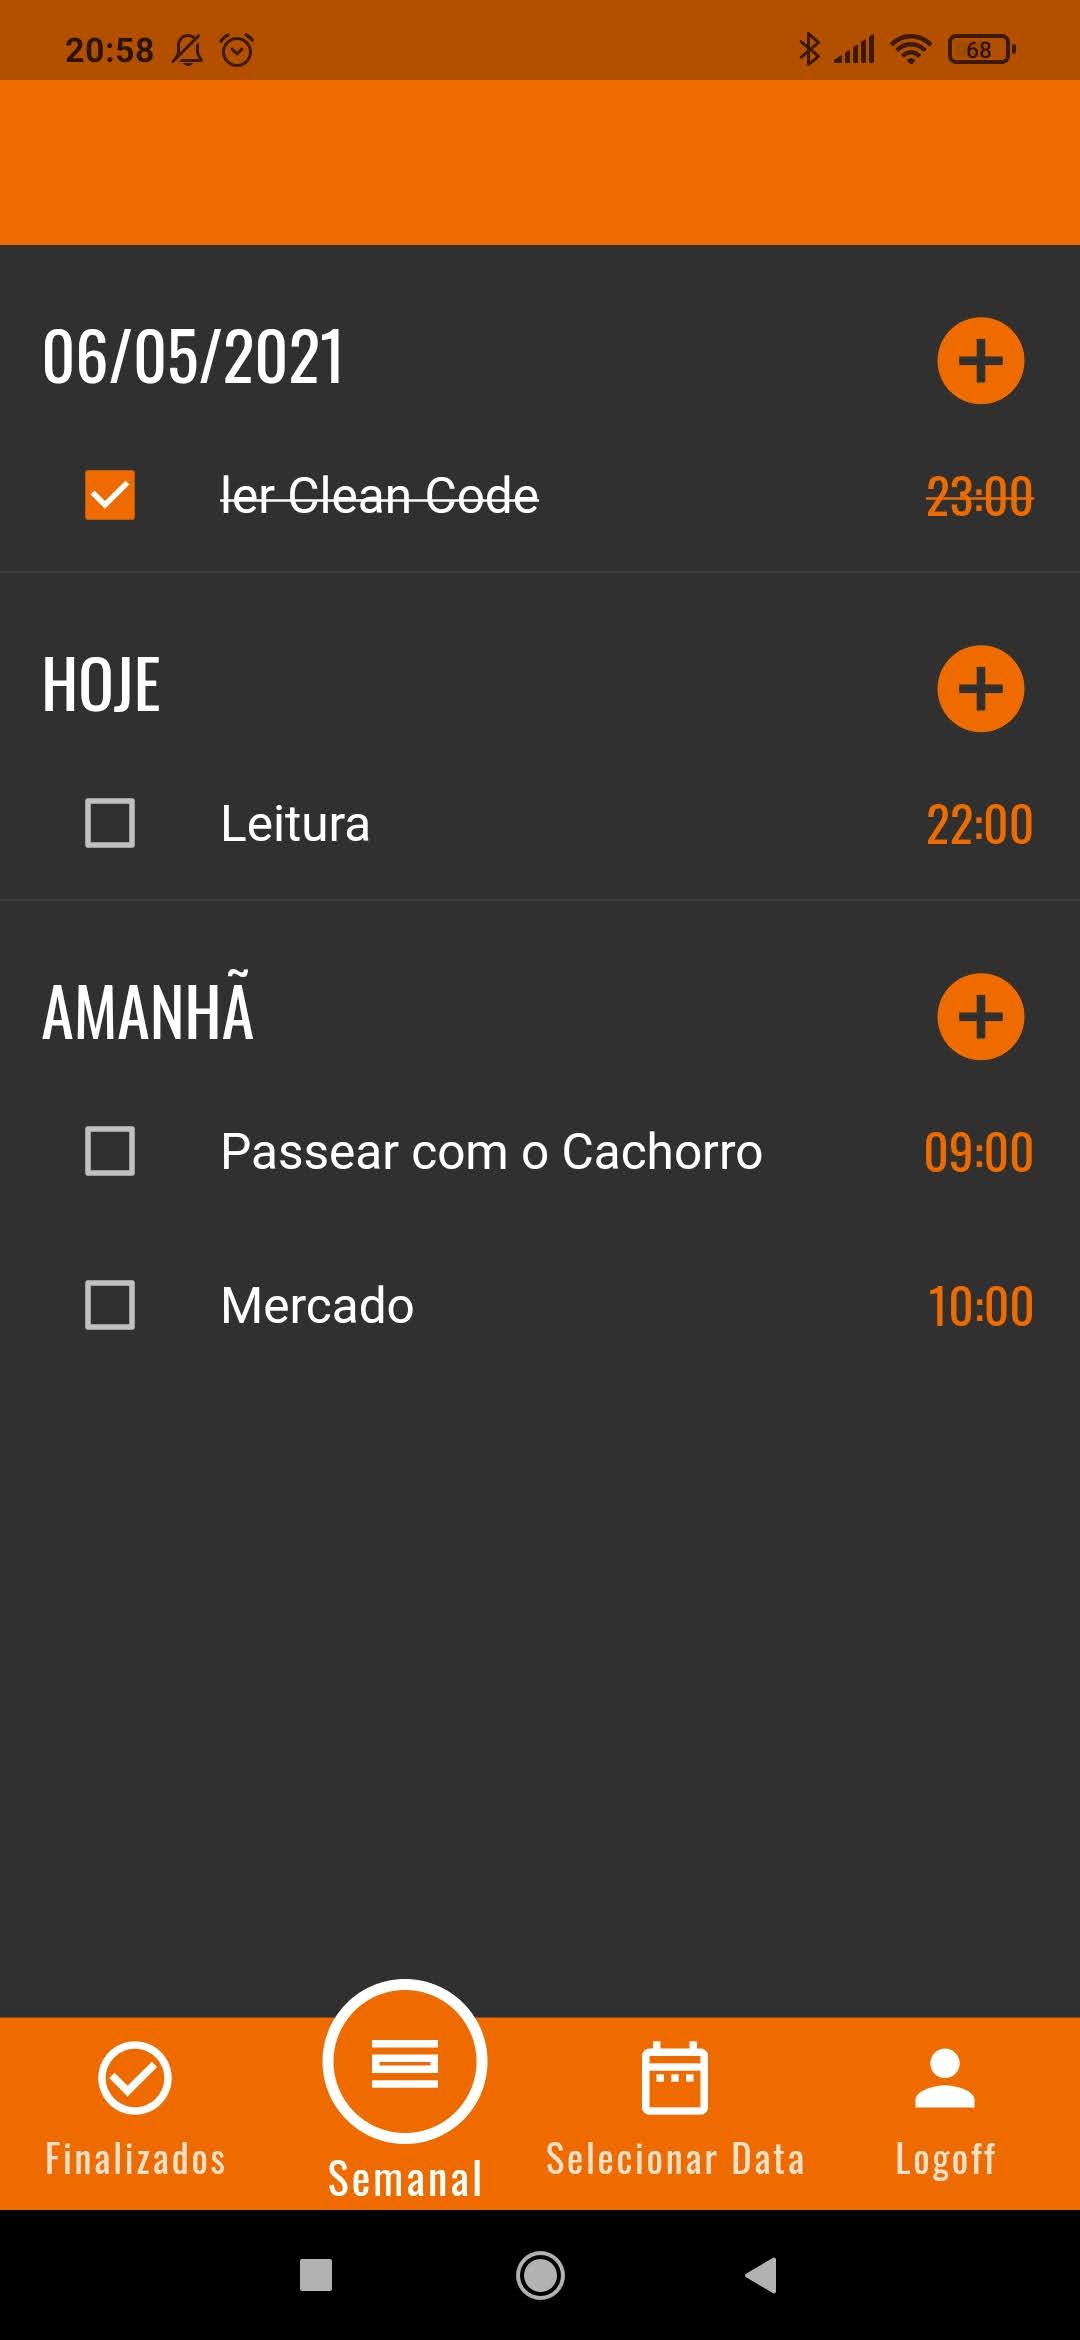 20:58 68
06/05/2021
ler Clean Code 23:00
HOJE
Leitura 22:00
AMANHÃ
Passear com o Cachorro 09:00
Mercado 10:00
Finalizados Semanal Selecionar Data Logoff